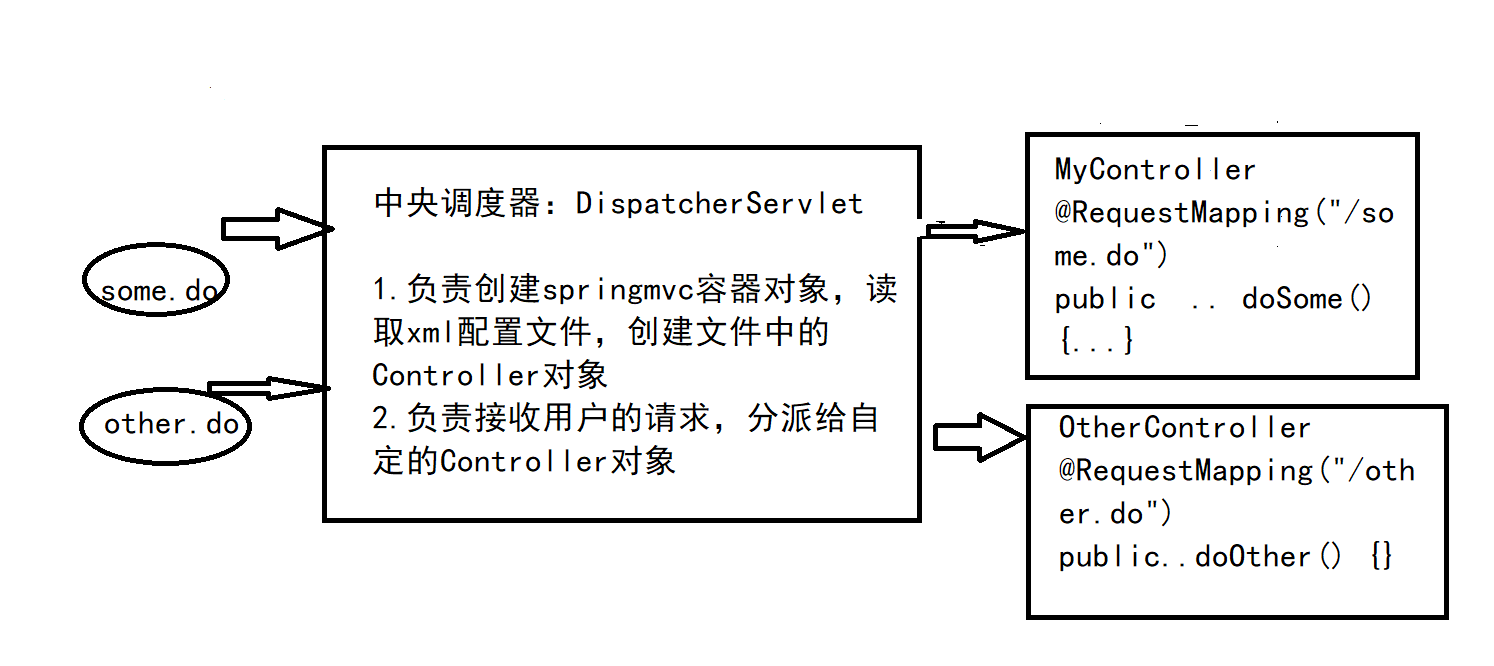 some.do
other.do
中央调度器：DispatcherServlet
1.负责创建springmvc容器对象，读
取xml配置文件，创建文件中的
Controller对象
2.负责接收用户的请求，分派给自
定的Controller对象
MyController
@RequestMapping("/so
me.do")
public .. doSome()
{...}
OtherController
@RequestMapping("/oth
er.do")
public..doOther() {}